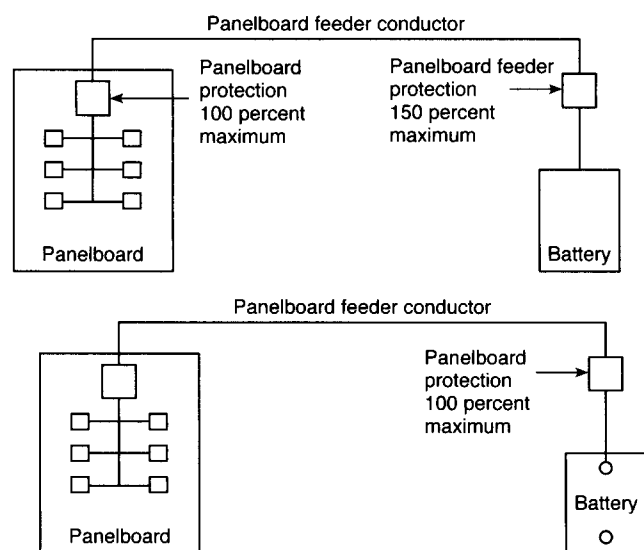 Panelboard feeder conductor
Panelboard
protection
100 percent
maximum
Panelboard feeder
protection
150 percent
maximum
Panelboard
Battery
Panelboard feeder conductor
Panelboard
protection
100 percent
maximum
Battery
Panelboard